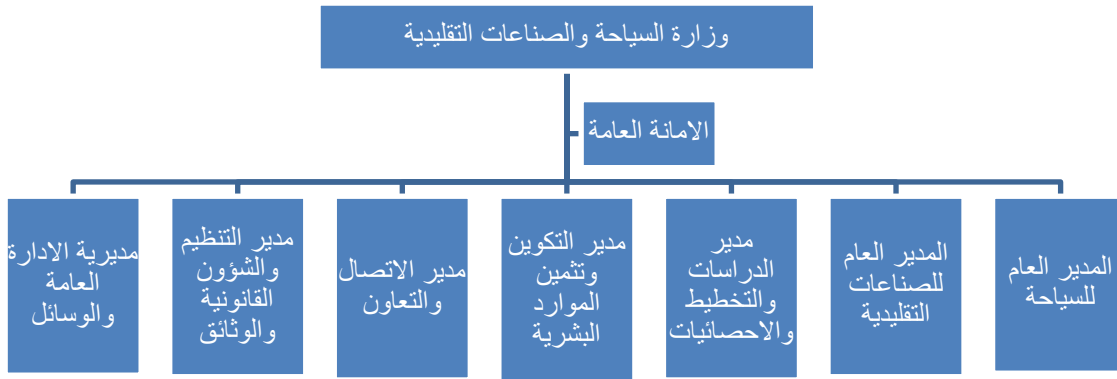 وزارة السياحة والصناعات التقليدية
الامانة العامة
المدير العام
للسياحة
المدير العام
للصناعات
التقليدية
مدير
الدراسات
والتخطيط
والاحصائيات
مدير التكوين
وتثمين
الموارد
البشرية
مدير الاتصال
والتعاون
مدير التنظيم
والشؤون
القانونية
والوثائق
مديرية الادارة
العامة
والوسائل